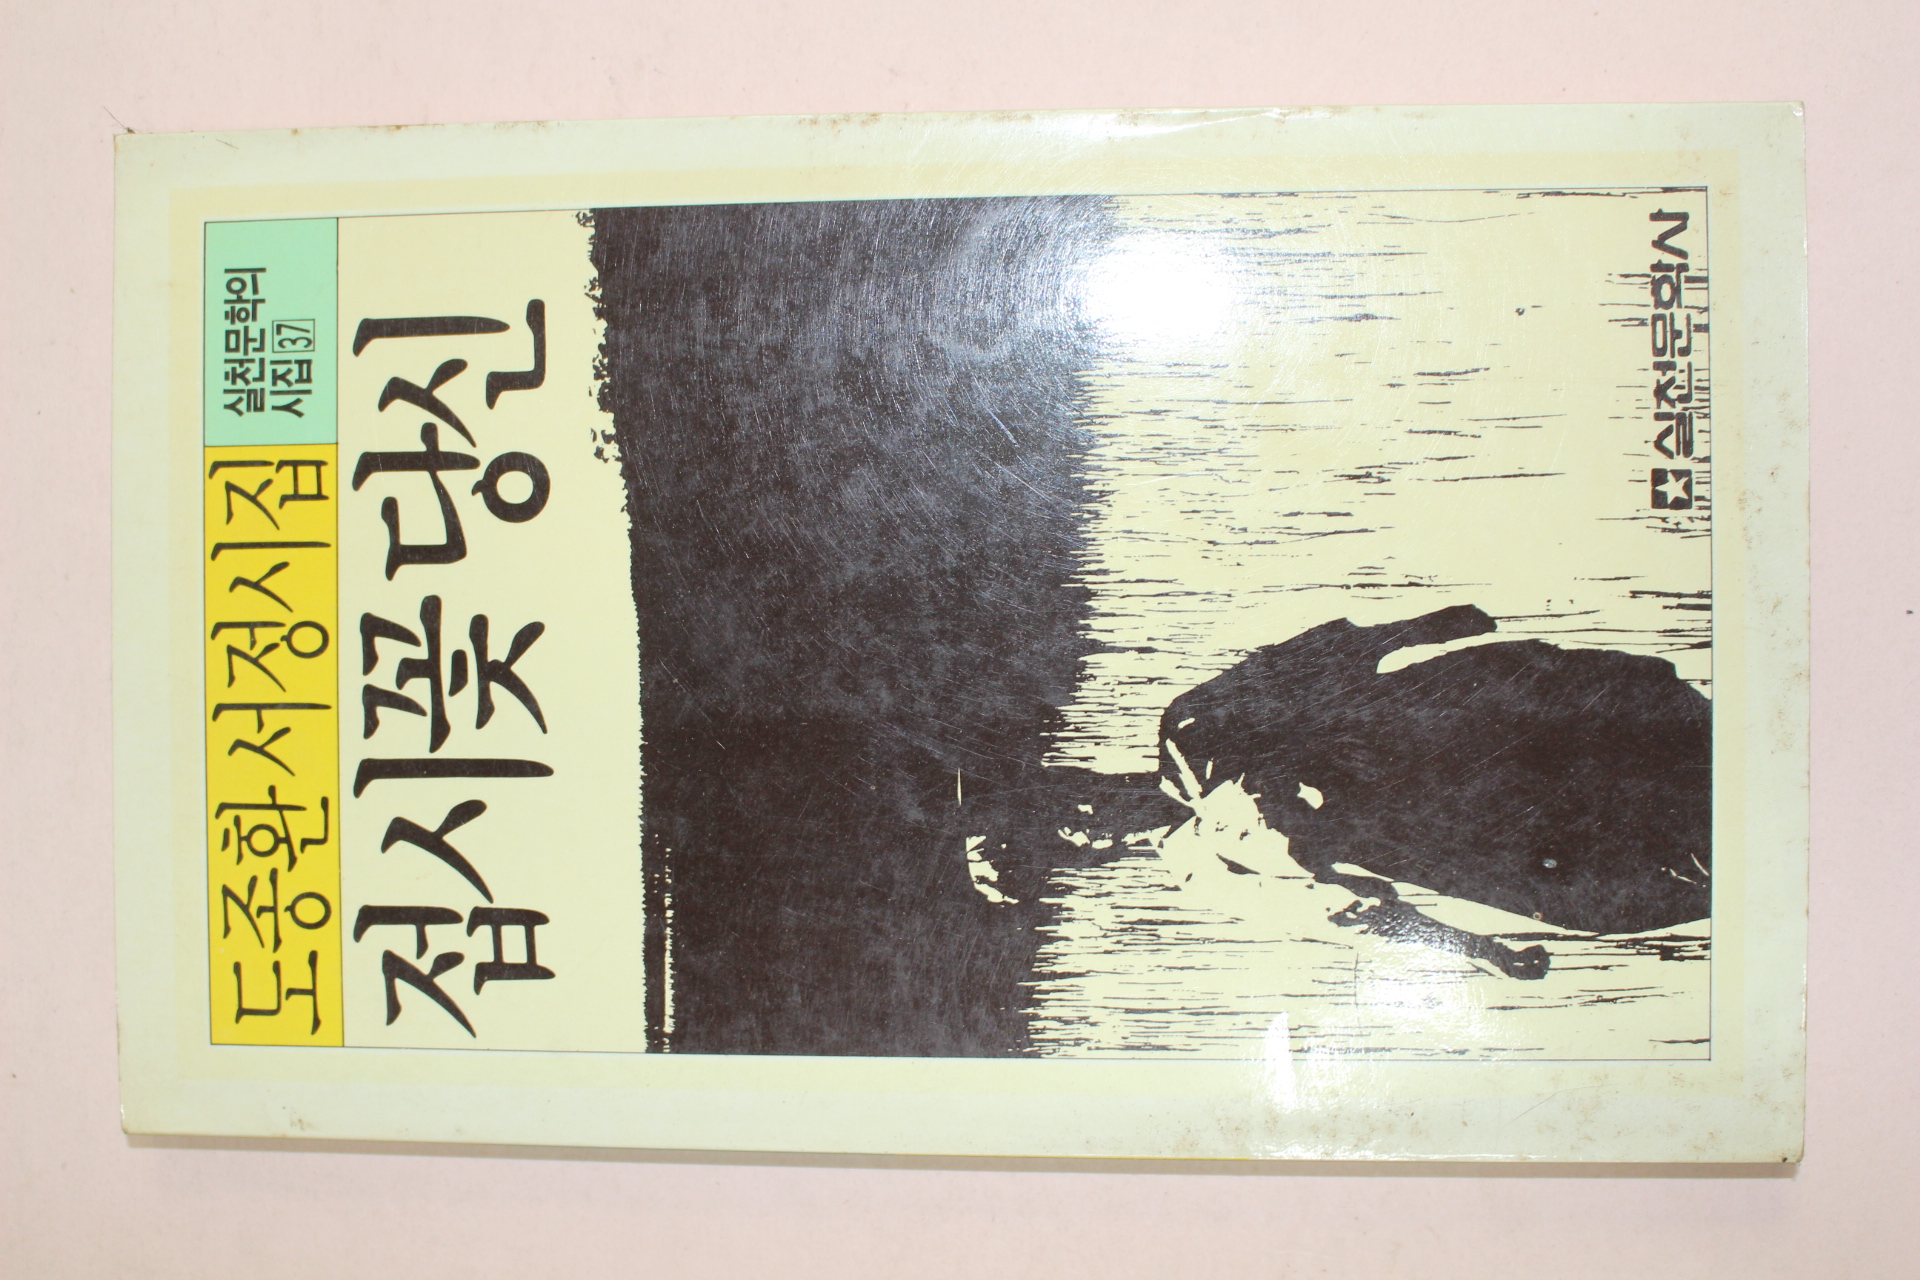 도종환서정시집
실천문학의
시집 37
접시꽃당신
실천문학사